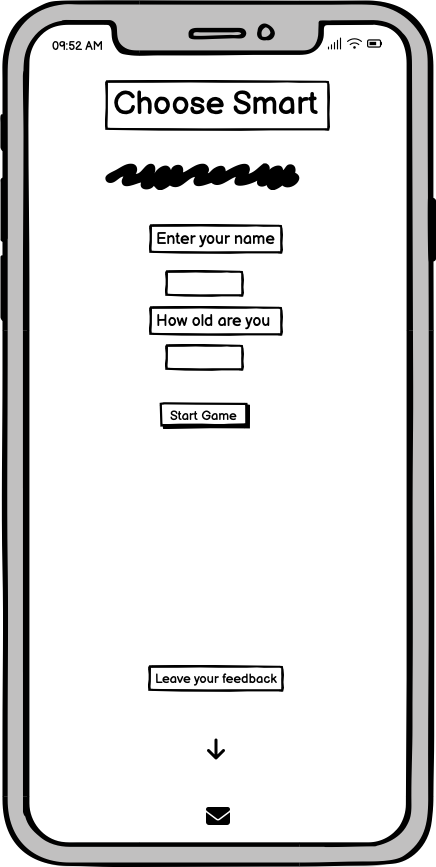 09:52 AM
Choose Smart
Enter your name
How old are you
Start Game
Leave your feedback